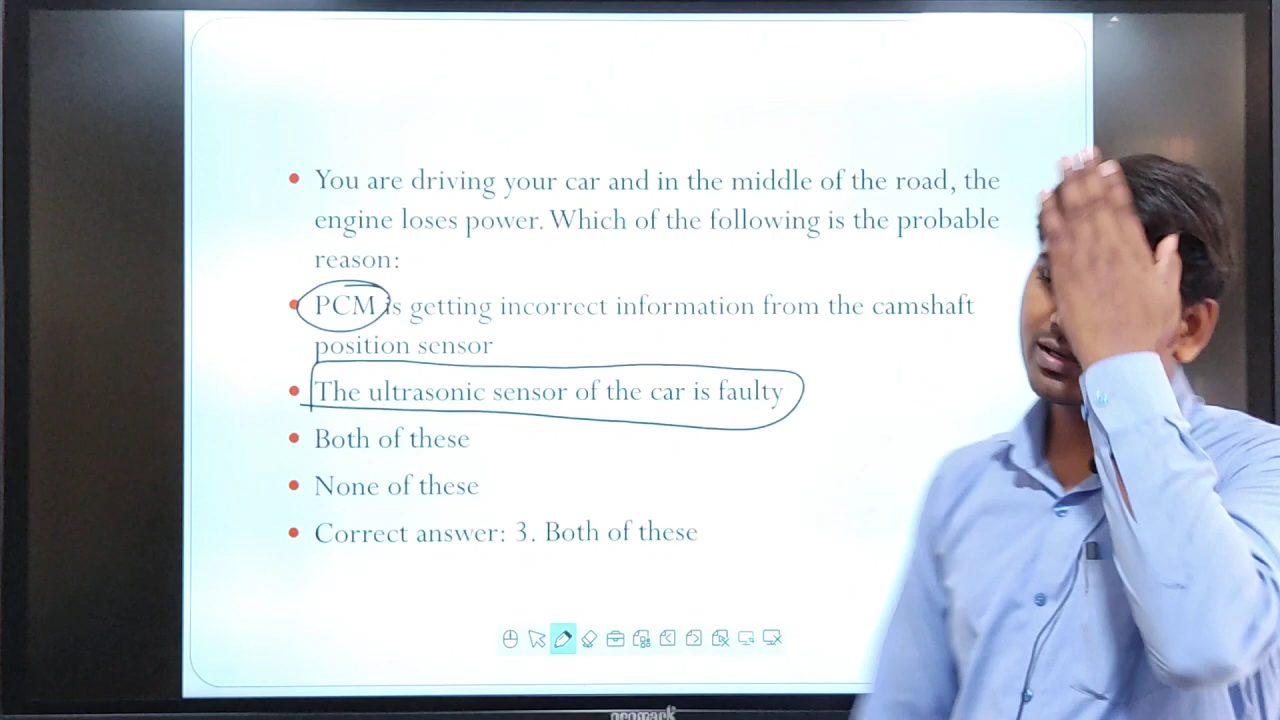 You are driving your car and in the middle of the road, the
engine loses power. Which of the following is the probable
reason:
PCM is getting incorrect information from the camshaft
position sensor
The ultrasonic sensor of the car is faulty
Both of these
None of these
Correct answer: 3. Both of these